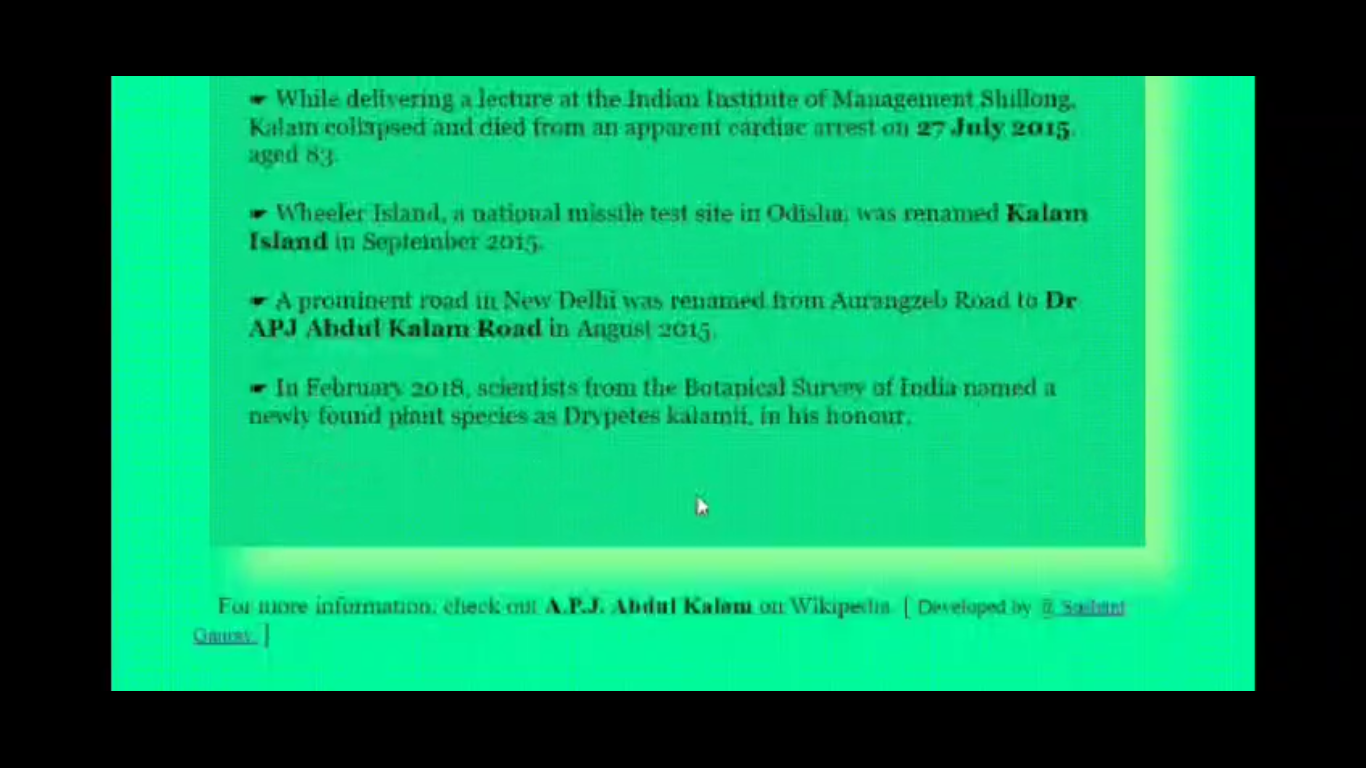 ☛ While delivering a lecture at the Indian Institute of Management Shillong,
Kalam collapsed and died from an apparent cardiac arrest on 27 July 2015,
aged 83.
☛ Wheeler Island, a national missile test site in Odisha, was renamed Kalam
Island in September 2015.
☛ A prominent road in New Delhi was renamed from Aurangzeb Road to Dr
APJ Abdul Kalam Road in August 2015.
☛ In February 2018, scientists from the Botanical Survey of India named a
newly found plant species as Drypetes kalamii, in his honour.
For more information, check out A.P.J. Abdul Kalam on Wikipedia. [ Developed by Sushant
]